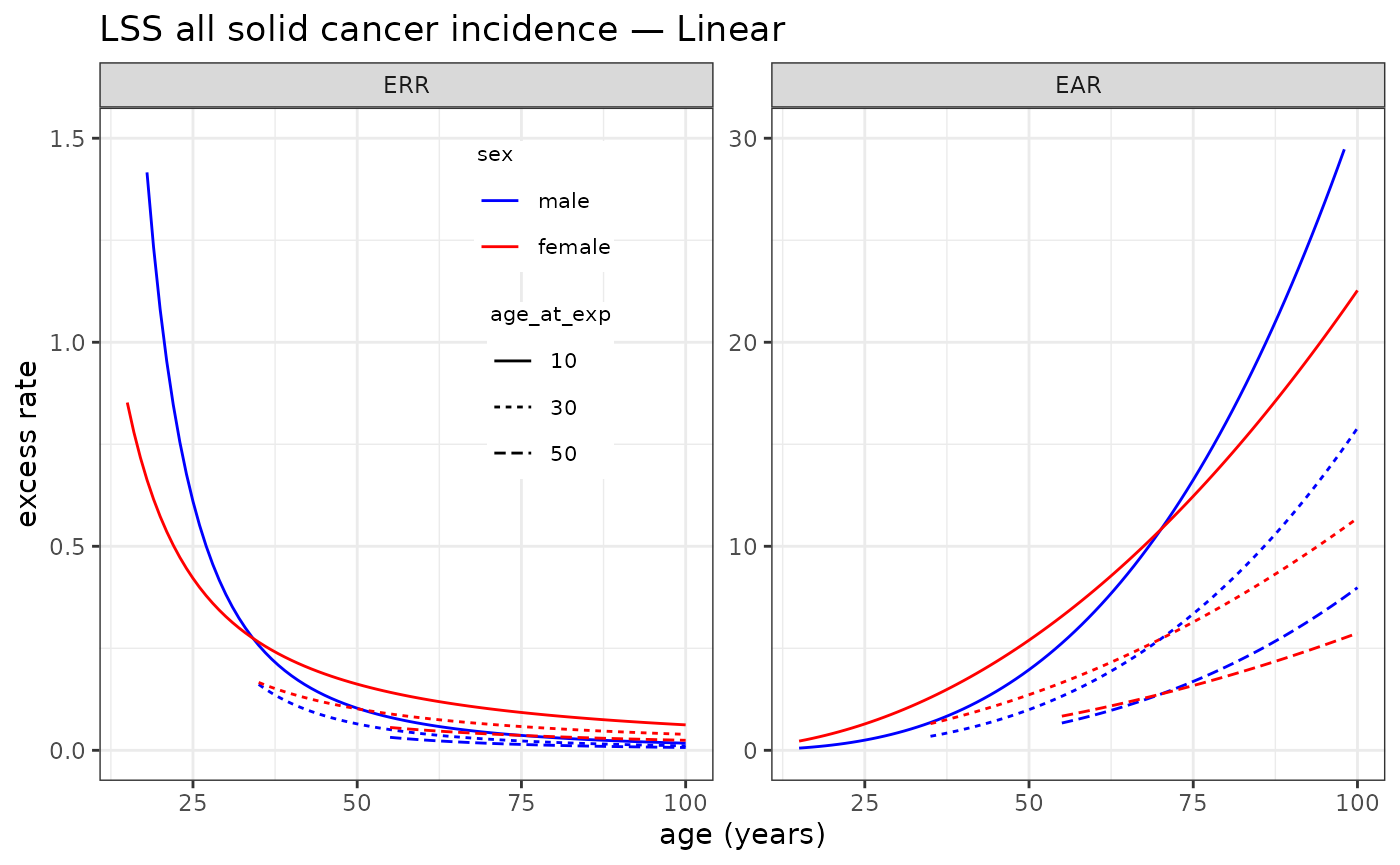 LSS all solid cancer incidence — Linear
ERR
EAR
excess rate
1.5
1.0
0.5
0.0
sex
male
female
age_at_exp
10
30
50
30
20
10
0
25 50 75 100
25 50 75 100
age (years)